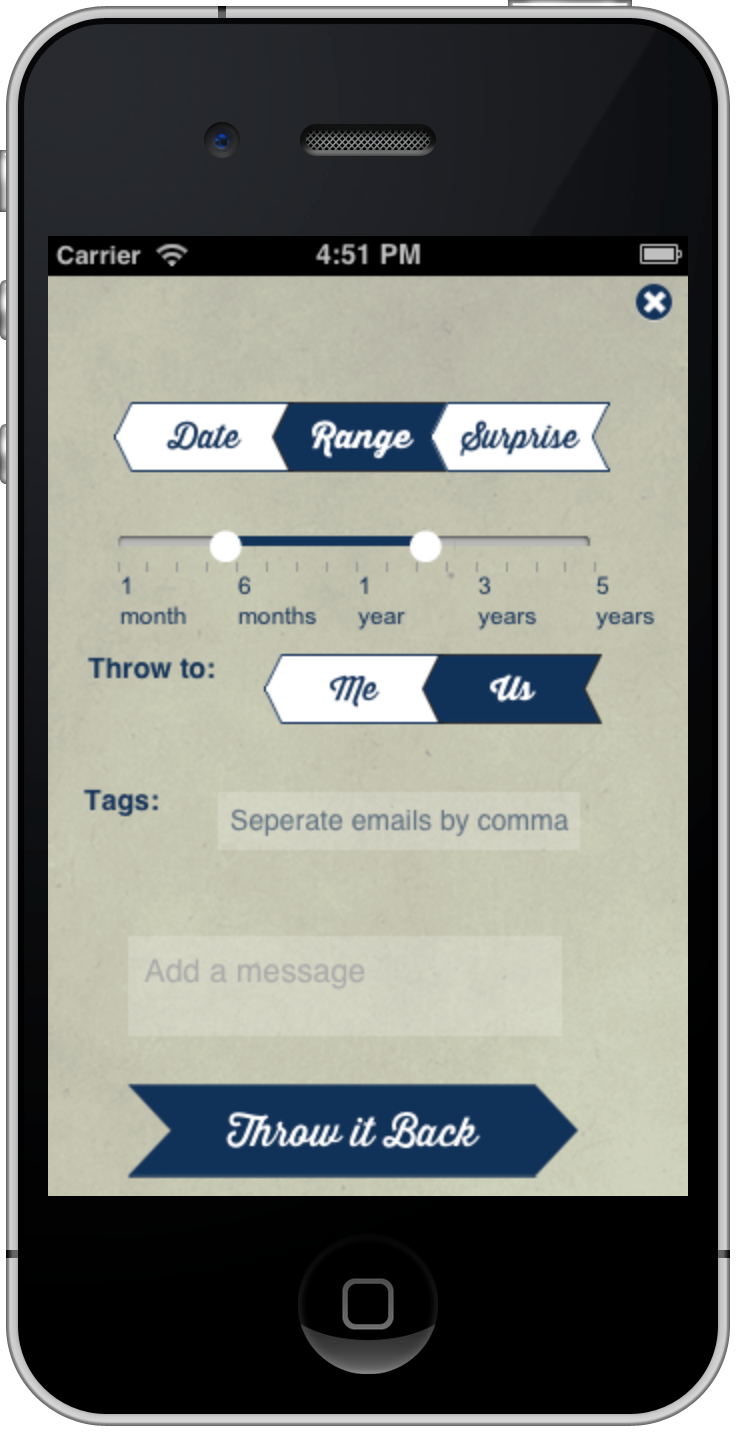 Carrier 4:51 PM
Date Range Surprise
1 6 1 3 5
month months year years years
Throw to: Me Us
Tags: Seperate emails by comma
Add a message
Throw it Back